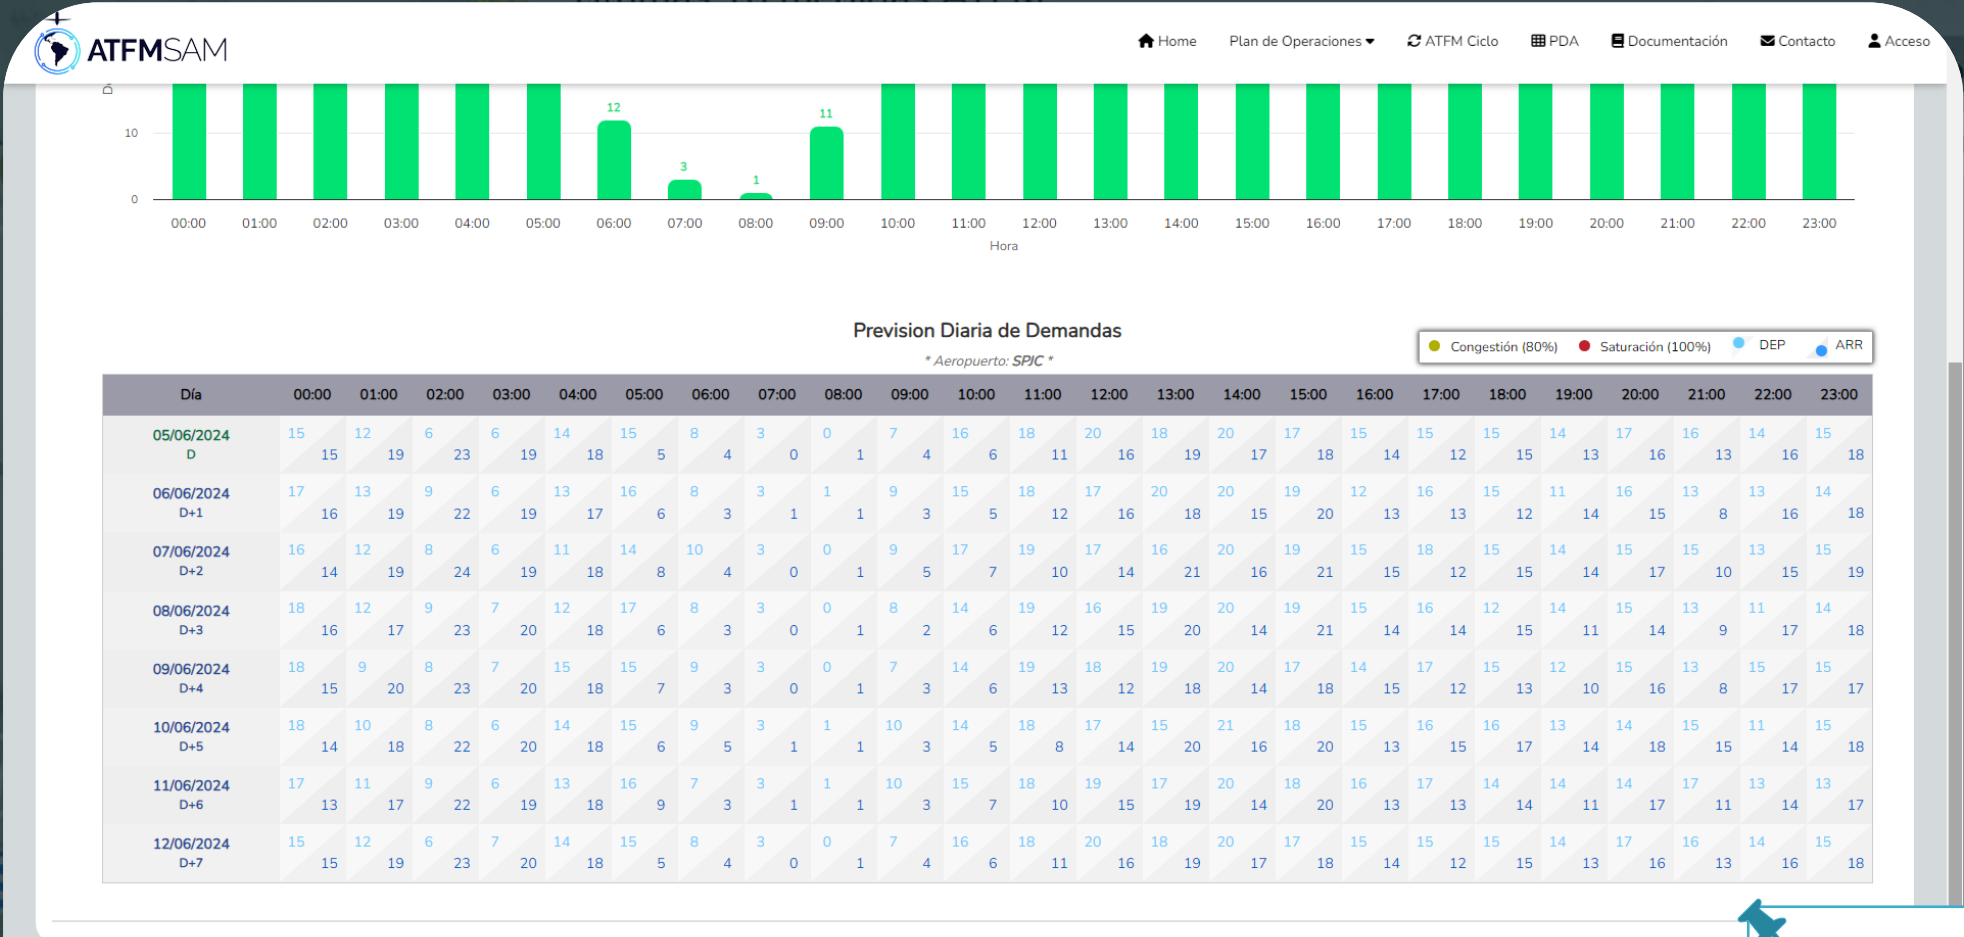 ATFMSAM
Home Plan de Operaciones ATFM Ciclo PDA Documentación Contacto Acceso
12
11
10
3
1
0
00:00 01:00 02:00 03:00 04:00 05:00 06:00 07:00 08:00 09:00 10:00 11:00 12:00 13:00 14:00 15:00 16:00 17:00 18:00 19:00 20:00 21:00 22:00 23:00
Hora
Prevision Diaria de Demandas
* Aeropuerto: SPIC *
Congestión (80%) Saturación (100%) DEP ARR
Día 00:00 01:00 02:00 03:00 04:00 05:00 06:00 07:00 08:00 09:00 10:00 11:00 12:00 13:00 14:00 15:00 16:00 17:00 18:00 19:00 20:00 21:00 22:00 23:00
05/06/2024 15 12 6 6 14 15 8 3 0 7 16 18 20 18 20 17 15 15 15 14 17 16 14 15
D 15 19 23 19 18 5 4 0 1 4 6 11 16 19 17 18 14 12 15 13 16 13 16 18
06/06/2024 17 13 9 6 13 16 8 3 1 9 15 18 17 20 20 19 12 16 15 11 16 13 13 14
D+1 16 19 22 19 17 6 3 1 1 3 5 12 16 18 15 20 13 13 12 14 15 8 16 18
07/06/2024 16 12 8 6 11 14 10 3 0 9 17 19 17 16 20 19 15 18 15 14 15 15 13 15
D+2 14 19 24 19 18 8 4 0 1 5 7 10 14 21 16 21 15 12 15 14 17 10 15 19
08/06/2024 18 12 9 7 12 17 8 3 0 8 14 19 16 19 20 19 15 16 12 14 15 13 11 14
D+3 16 17 23 20 18 6 3 0 1 2 6 12 15 20 14 21 14 14 15 11 14 9 17 18
09/06/2024 18 9 8 7 15 15 9 3 0 7 14 19 18 19 20 17 14 17 15 12 15 13 15 15
D+4 15 20 23 20 18 7 3 0 1 3 6 13 12 18 14 18 15 12 13 10 16 8 17 17
10/06/2024 18 10 8 6 14 15 9 3 1 10 14 18 17 15 21 18 15 16 16 13 14 15 11 15
D+5 14 18 22 20 18 6 5 1 1 3 5 8 14 20 16 20 13 15 17 14 18 15 14 18
11/06/2024 17 11 9 6 13 16 7 3 1 10 15 18 19 17 20 18 16 17 14 14 14 17 13 13
D+6 13 17 22 19 18 9 3 1 1 3 7 10 15 19 14 20 13 13 14 11 17 11 14 17
12/06/2024 15 12 6 7 14 15 8 3 0 7 16 18 20 18 20 17 15 15 15 14 17 16 14 15
D+7 15 19 23 20 18 5 4 0 1 4 6 11 16 19 17 18 14 12 15 13 16 13 16 18